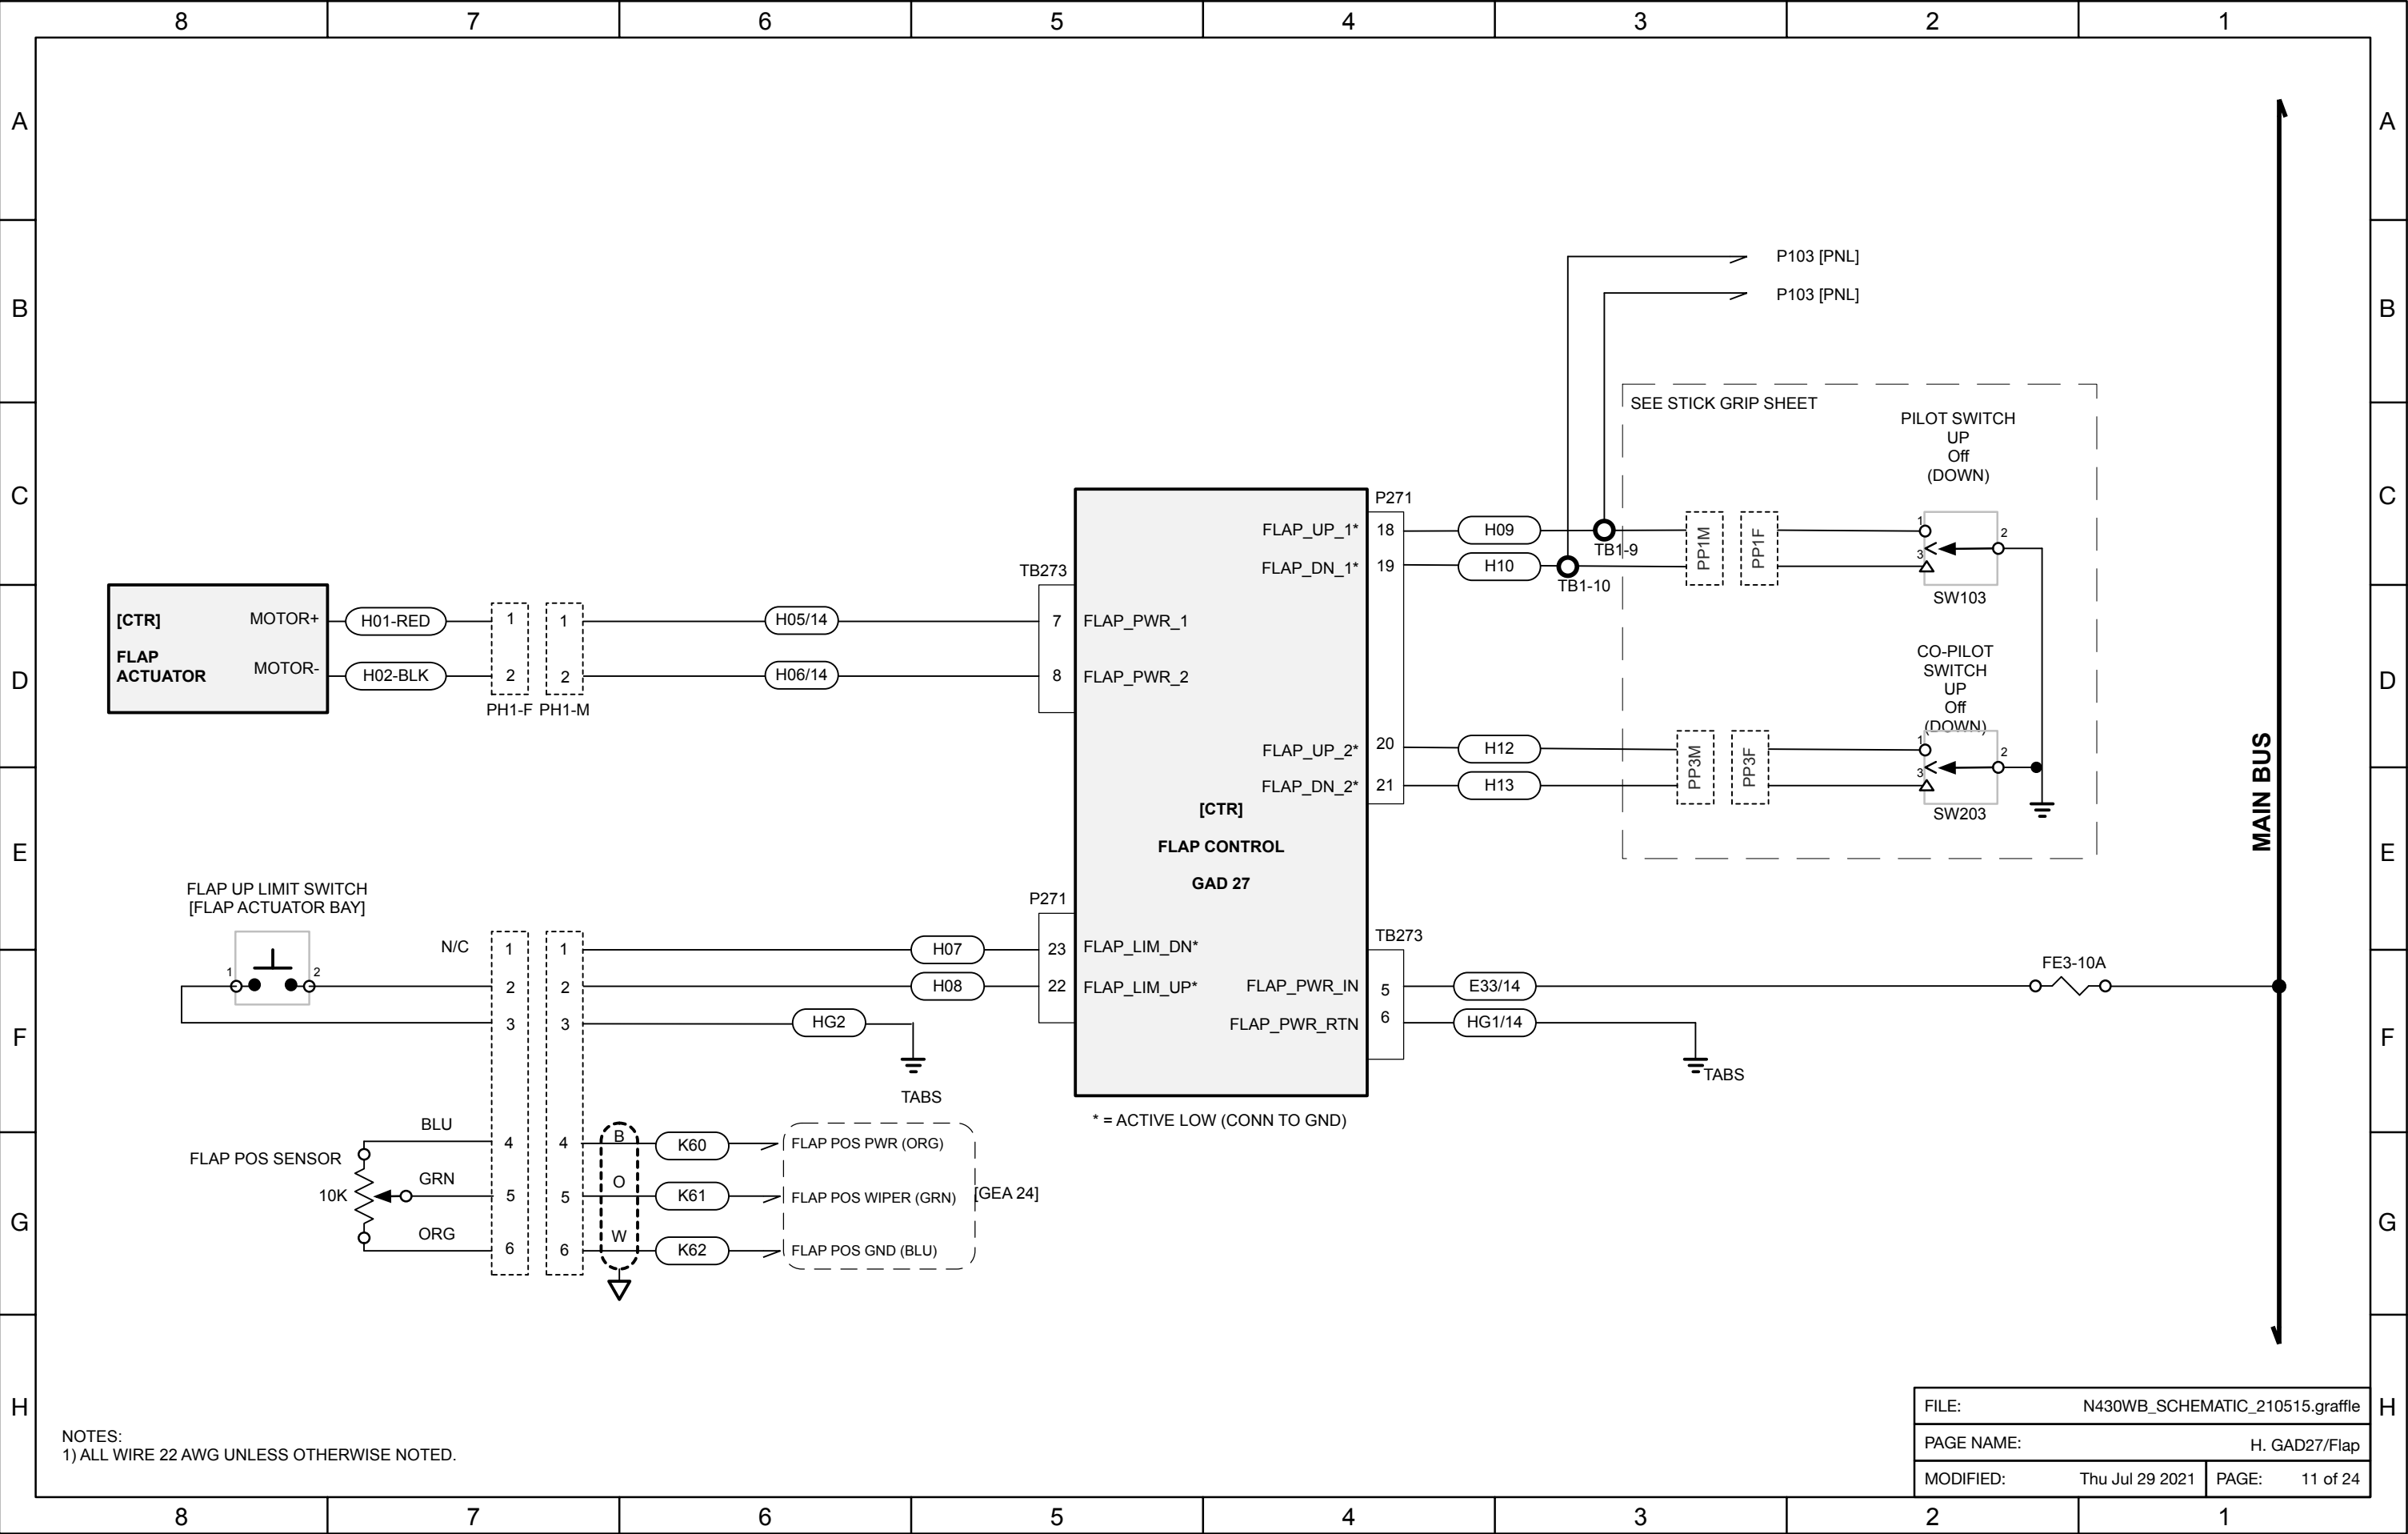 8 7 6 5 4 3 2 1
A A
B B
C C
D D
E E
F F
G G
H H
P103 [PNL]
P103 [PNL]
SEE STICK GRIP SHEET
PILOT SWITCH
UP
Off
(DOWN)
P271
FLAP_UP_1* 18 H09
TB1-9
PP1M PP1F
1 2
3
FLAP_DN_1* 19 H10
TB1-10
SW103
TB273
[CTR] MOTOR+ H01-RED 1 1 H05/14 7 FLAP_PWR_1
FLAP
ACTUATOR MOTOR- H02-BLK 2 2 H06/14 8 FLAP_PWR_2
PH1-F PH1-M
CO-PILOT
SWITCH
UP
Off
(DOWN)
FLAP_UP_2* 20 H12
PP3M PP3F
1 2
3
FLAP_DN_2* 21 H13
SW203
[CTR]
FLAP CONTROL
GAD 27
MAIN BUS
FLAP UP LIMIT SWITCH
[FLAP ACTUATOR BAY]
P271
TB273
N/C 1 1 H07 23 FLAP_LIM_DN*
1 2 2 2 H08 22 FLAP_LIM_UP*
FLAP_PWR_IN 5 E33/14 FE3-10A
3 3 HG2
TABS
FLAP_PWR_RTN 6 HG1/14
TABS
* = ACTIVE LOW (CONN TO GND)
FLAP POS SENSOR
10K
BLU 4 4 B K60 FLAP POS PWR (ORG)
GRN 5 5 O K61 FLAP POS WIPER (GRN) [GEA 24]
ORG 6 6 W K62 FLAP POS GND (BLU)
NOTES:
1) ALL WIRE 22 AWG UNLESS OTHERWISE NOTED.
FILE: N430WB_SCHEMATIC_210515.graffle
PAGE NAME: H. GAD27/Flap
MODIFIED: Thu Jul 29 2021 PAGE: 11 of 24
8 7 6 5 4 3 2 1